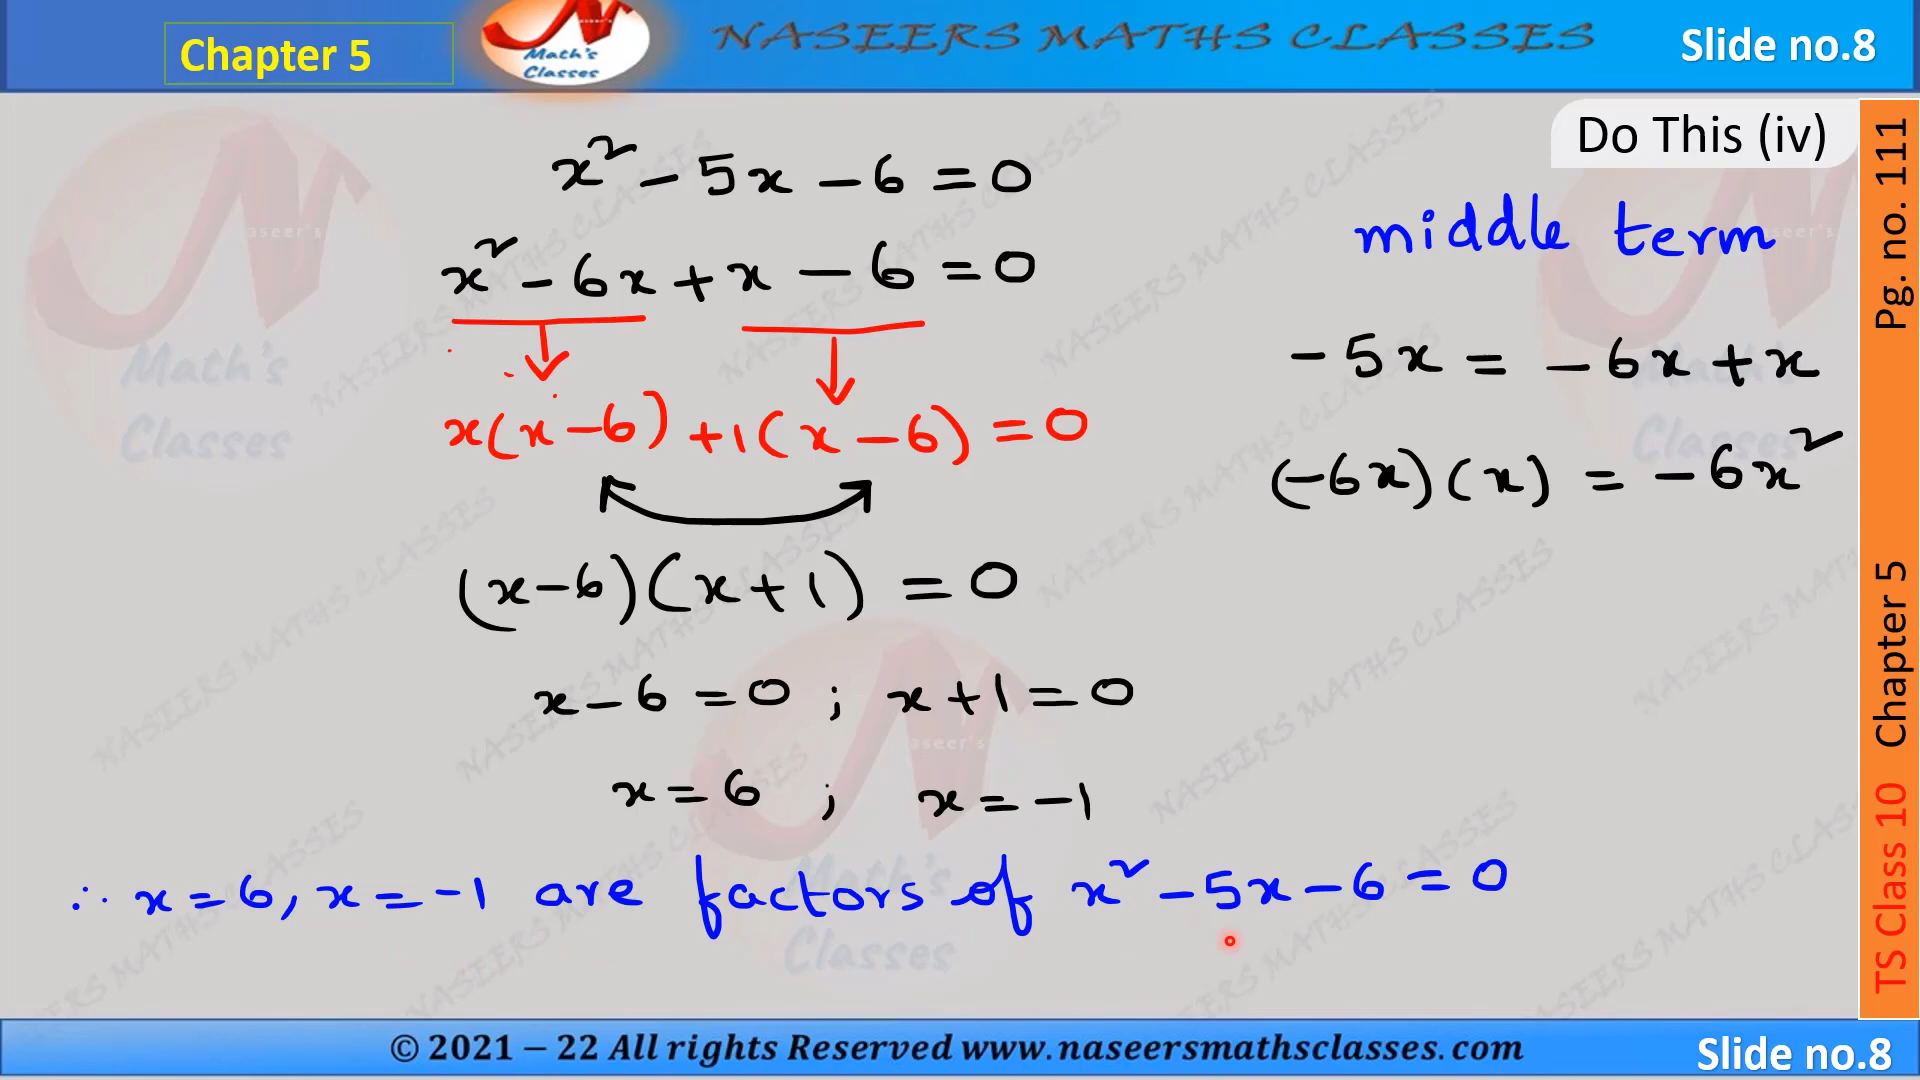 Chapter 5
Math's
Classes
NASEERS MATHS CLASSES
Slide no.8
Do This (iv)
x² - 5x - 6 = 0
x² - 6x + x - 6 = 0
x(x - 6) + 1(x - 6) = 0
(x - 6)(x + 1) = 0
x - 6 = 0 ; x + 1 = 0
x = 6 ; x = -1
∴ x = 6, x = -1 are factors of x² - 5x - 6 = 0
middle term
-5x = -6x + x
(-6x)(x) = -6x²
Pg. no. 111
TS Class 10 Chapter 5
© 2021 – 22 All rights Reserved www.naseersmathsclasses.com
Slide no.8